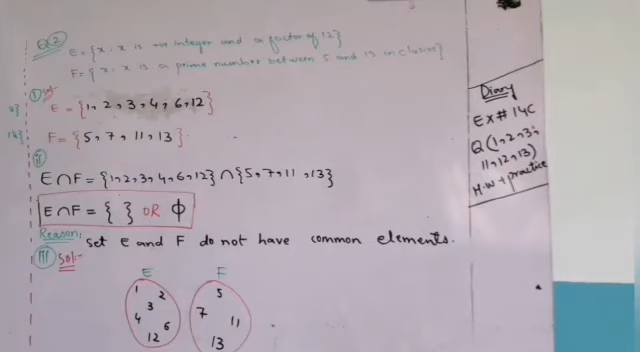 Q2)
E={x: x is +ve integer and a factor of 12}
F={x: x is a prime number between 5 and 13 inclusive}
(i) Sol:-
a) E = {1, 2, 3, 4, 6, 12}
b) F = {5, 7, 11, 13}
ii)
E∩F = {1, 2, 3, 4, 6, 12} ∩ {5, 7, 11, 13}
E∩F = { } OR ϕ
Reason: set E and F do not have common elements.
III) Sol:-
E F
1 2 3 4 6 12
5 7 11 13
Diary
EX # 14C
Q (1, 2, 3,
11, 12, 13)
H.W + practice